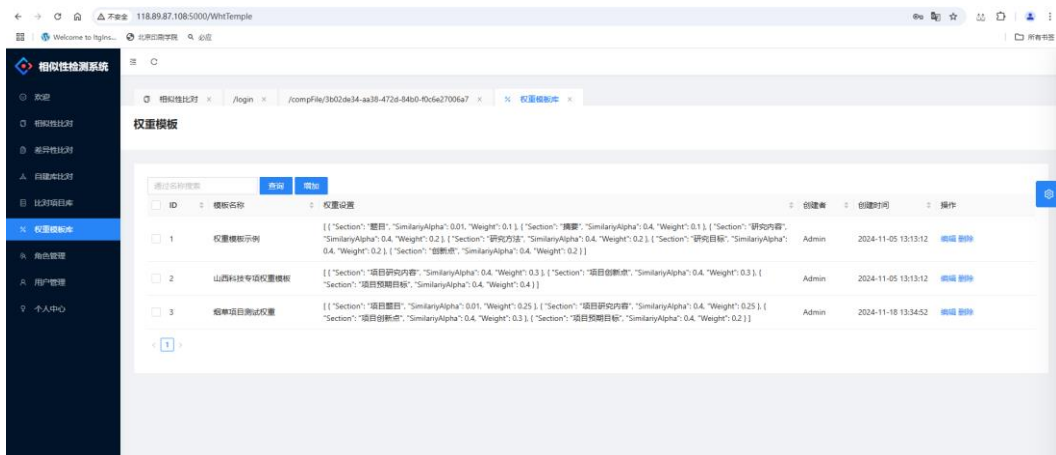 不安全 118.89.87.108:5000/WhtTemple
Welcome to ItgIns... 北京印刷学院 必应 所有书签
相似性检测系统
欢迎
相似性比对
差异性比对
自建库比对
比对项目库
权重模板库
角色管理
用户管理
个人中心
相似性比对 × /login × /compFile/3b02de34-aa38-472d-84b0-f0c6e27006a7 × 权重模板库 ×
权重模板
通过名称搜索 查询 增加
ID 模板名称 权重设置 创建者 创建时间 操作
1 权重模板示例 [ { "Section": "题目", "SimilariyAlpha": 0.01, "Weight": 0.1 }, { "Section": "摘要", "SimilariyAlpha": 0.4, "Weight": 0.1 }, { "Section": "研究内容",
"SimilariyAlpha": 0.4, "Weight": 0.2 }, { "Section": "研究方法", "SimilariyAlpha": 0.4, "Weight": 0.2 }, { "Section": "研究目标", "SimilariyAlpha":
0.4, "Weight": 0.2 }, { "Section": "创新点", "SimilariyAlpha": 0.4, "Weight": 0.2 } ] Admin 2024-11-05 13:13:12 编辑 删除
2 山西科技专项权重模板 [ { "Section": "项目研究内容", "SimilariyAlpha": 0.4, "Weight": 0.3 }, { "Section": "项目创新点", "SimilariyAlpha": 0.4, "Weight": 0.3 }, {
"Section": "项目预期目标", "SimilariyAlpha": 0.4, "Weight": 0.4 } ] Admin 2024-11-05 13:13:12 编辑 删除
3 烟草项目测试权重 [ { "Section": "项目题目", "SimilariyAlpha": 0.01, "Weight": 0.25 }, { "Section": "项目研究内容", "SimilariyAlpha": 0.4, "Weight": 0.25 }, {
"Section": "项目创新点", "SimilariyAlpha": 0.4, "Weight": 0.3 }, { "Section": "项目预期目标", "SimilariyAlpha": 0.4, "Weight": 0.2 } ] Admin 2024-11-18 13:34:52 编辑 删除
< 1 >